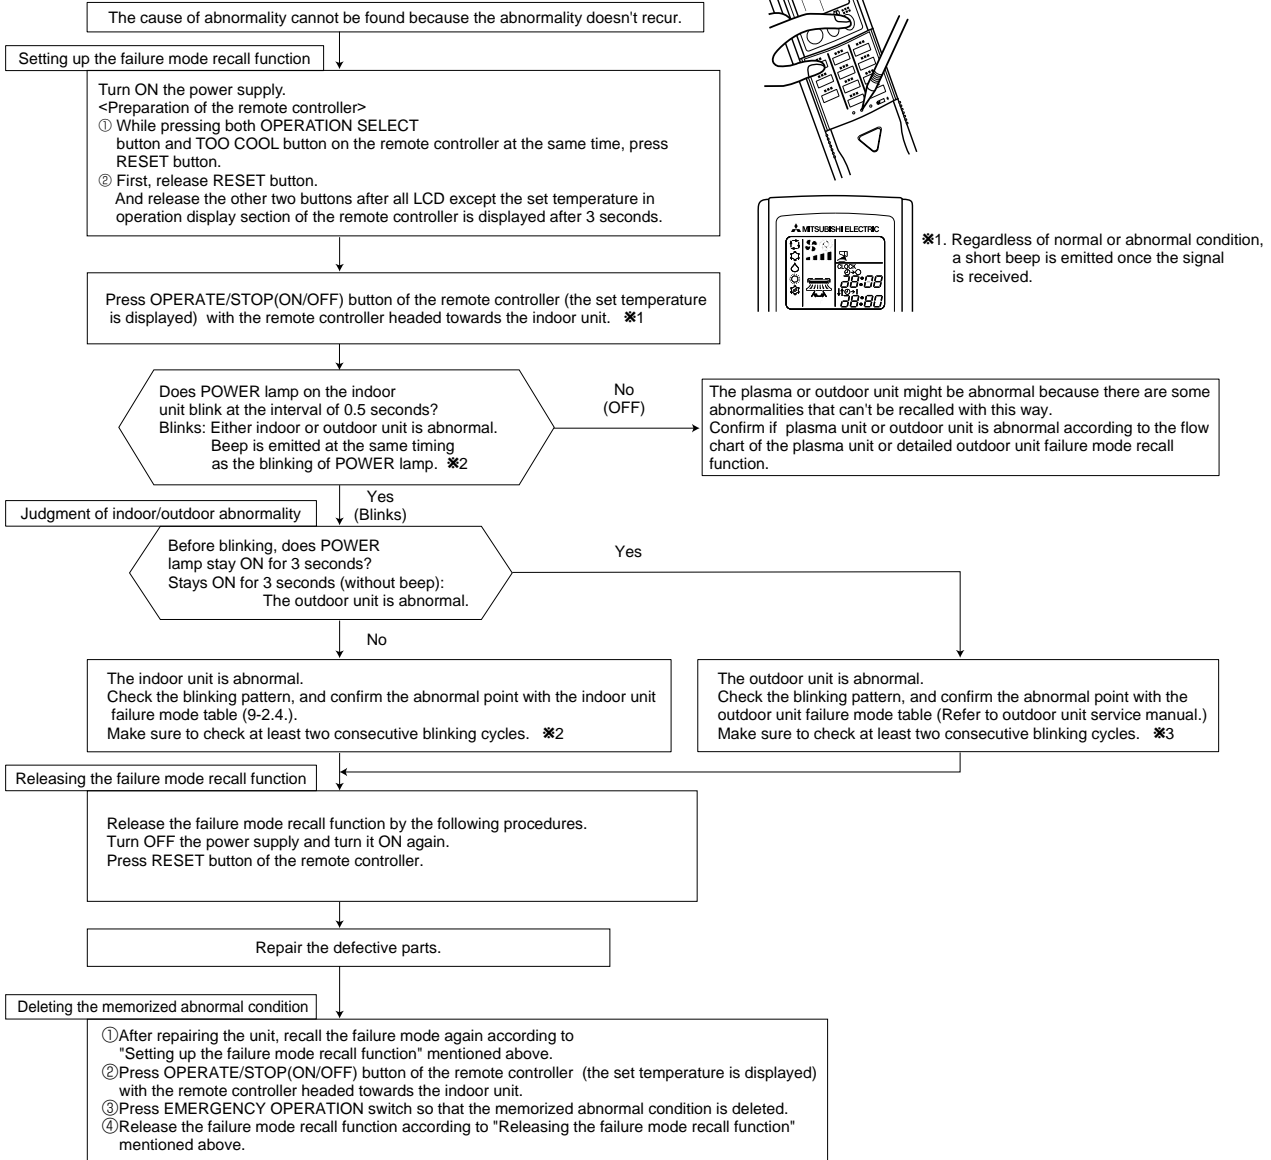 The cause of abnormality cannot be found because the abnormality doesn't recur.
Setting up the failure mode recall function
Turn ON the power supply.
<Preparation of the remote controller>
① While pressing both OPERATION SELECT
button and TOO COOL button on the remote controller at the same time, press
RESET button.
② First, release RESET button.
And release the other two buttons after all LCD except the set temperature in
operation display section of the remote controller is displayed after 3 seconds.
MITSUBISHI ELECTRIC
CLOCK
88:88
88:80
※1. Regardless of normal or abnormal condition,
a short beep is emitted once the signal
is received.
Press OPERATE/STOP(ON/OFF) button of the remote controller (the set temperature
is displayed) with the remote controller headed towards the indoor unit. ※1
Does POWER lamp on the indoor
unit blink at the interval of 0.5 seconds?
Blinks: Either indoor or outdoor unit is abnormal.
Beep is emitted at the same timing
as the blinking of POWER lamp. ※2
No
(OFF)
The plasma or outdoor unit might be abnormal because there are some
abnormalities that can't be recalled with this way.
Confirm if plasma unit or outdoor unit is abnormal according to the flow
chart of the plasma unit or detailed outdoor unit failure mode recall
function.
Yes
(Blinks)
Judgment of indoor/outdoor abnormality
Before blinking, does POWER
lamp stay ON for 3 seconds?
Stays ON for 3 seconds (without beep):
The outdoor unit is abnormal.
Yes
No
The indoor unit is abnormal.
Check the blinking pattern, and confirm the abnormal point with the indoor unit
failure mode table (9-2.4.).
Make sure to check at least two consecutive blinking cycles. ※2
The outdoor unit is abnormal.
Check the blinking pattern, and confirm the abnormal point with the
outdoor unit failure mode table (Refer to outdoor unit service manual.)
Make sure to check at least two consecutive blinking cycles. ※3
Releasing the failure mode recall function
Release the failure mode recall function by the following procedures.
Turn OFF the power supply and turn it ON again.
Press RESET button of the remote controller.
Repair the defective parts.
Deleting the memorized abnormal condition
①After repairing the unit, recall the failure mode again according to
"Setting up the failure mode recall function" mentioned above.
②Press OPERATE/STOP(ON/OFF) button of the remote controller (the set temperature is displayed)
with the remote controller headed towards the indoor unit.
③Press EMERGENCY OPERATION switch so that the memorized abnormal condition is deleted.
④Release the failure mode recall function according to "Releasing the failure mode recall function"
mentioned above.